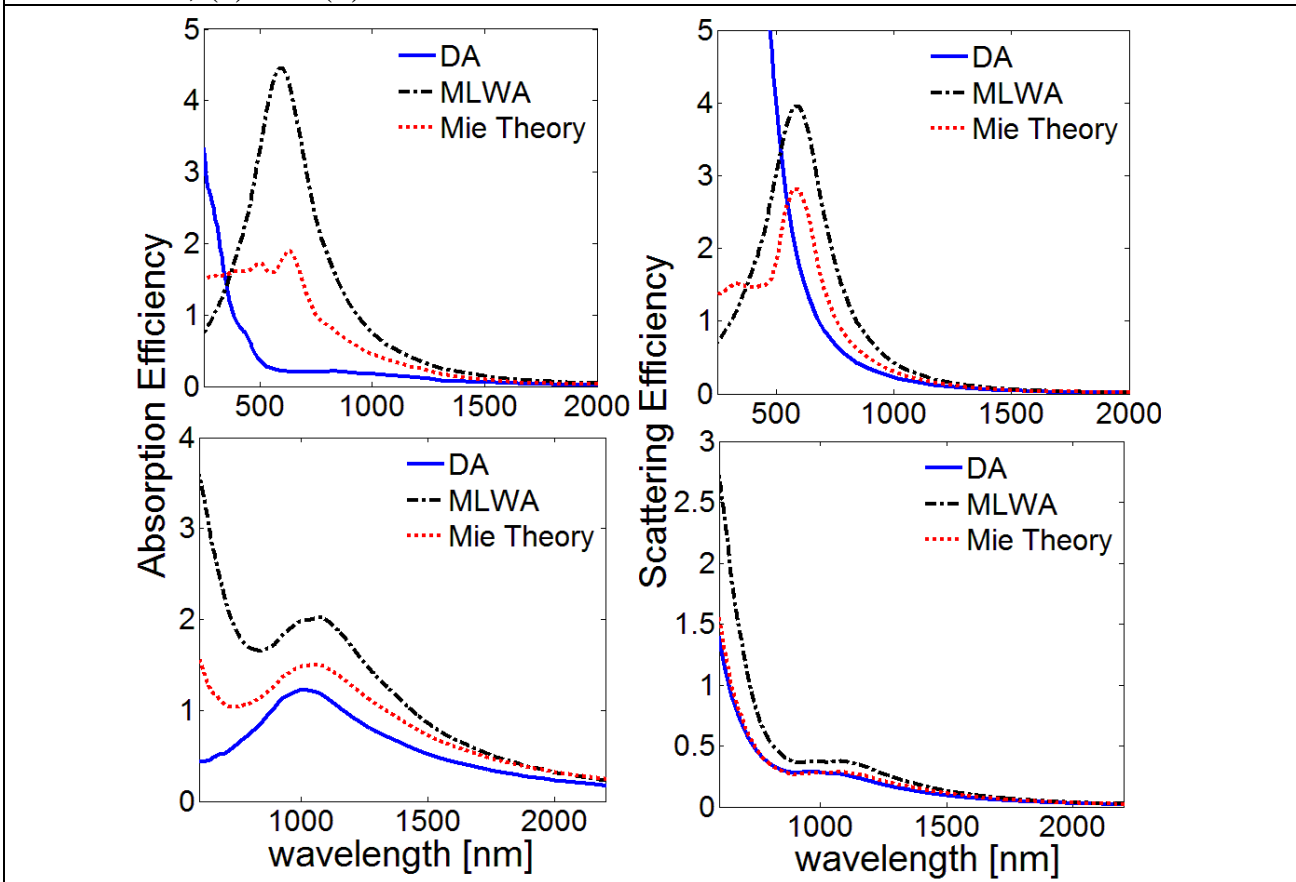 5
4
3
2
1
0
DA
MLWA
Mie Theory
500
1000
1500
2000
5
4
3
2
1
0
DA
MLWA
Mie Theory
500
1000
1500
2000
Absorption Efficiency
Scattering Efficiency
4
3
2
1
0
DA
MLWA
Mie Theory
1000
1500
2000
wavelength [nm]
3
2.5
2
1.5
1
0.5
0
DA
MLWA
Mie Theory
1000
1500
2000
wavelength [nm]